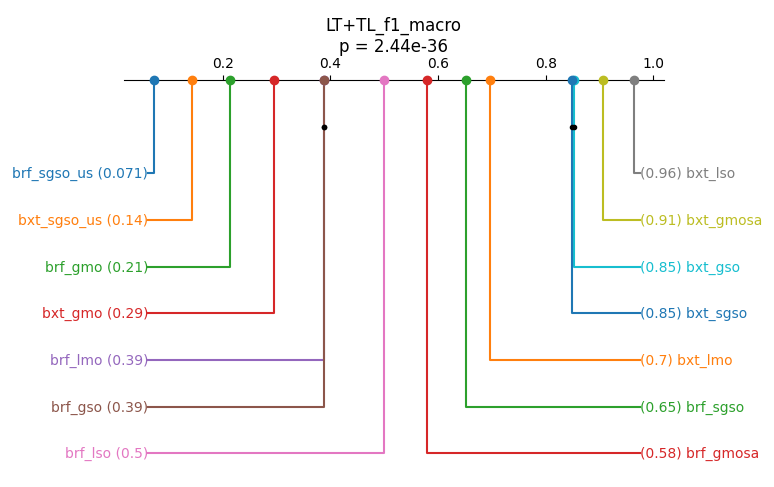 LT+TL_f1_macro
p = 2.44e-36
0.2 0.4 0.6 0.8 1.0
brf_sgso_us (0.071) (0.96) bxt_lso
bxt_sgso_us (0.14) (0.91) bxt_gmosa
brf_gmo (0.21) (0.85) bxt_gso
bxt_gmo (0.29) (0.85) bxt_sgso
brf_lmo (0.39) (0.7) bxt_lmo
brf_gso (0.39) (0.65) brf_sgso
brf_lso (0.5) (0.58) brf_gmosa